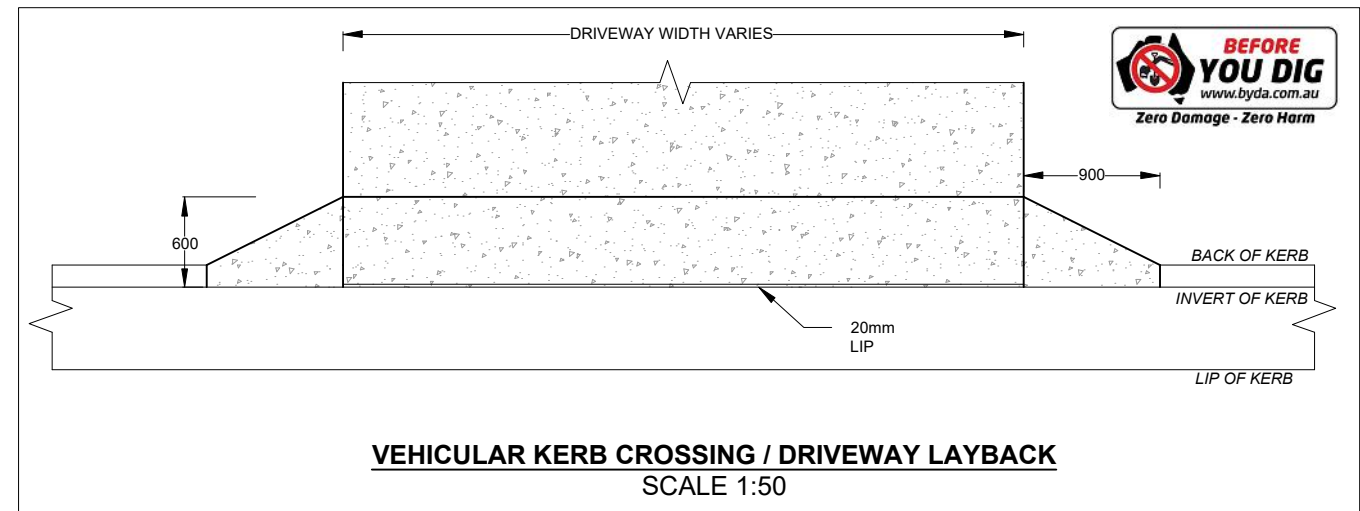 DRIVEWAY WIDTH VARIES
BEFORE
YOU DIG
www.byda.com.au
Zero Damage - Zero Harm
900
600
BACK OF KERB
INVERT OF KERB
20mm
LIP
LIP OF KERB
VEHICULAR KERB CROSSING / DRIVEWAY LAYBACK
SCALE 1:50